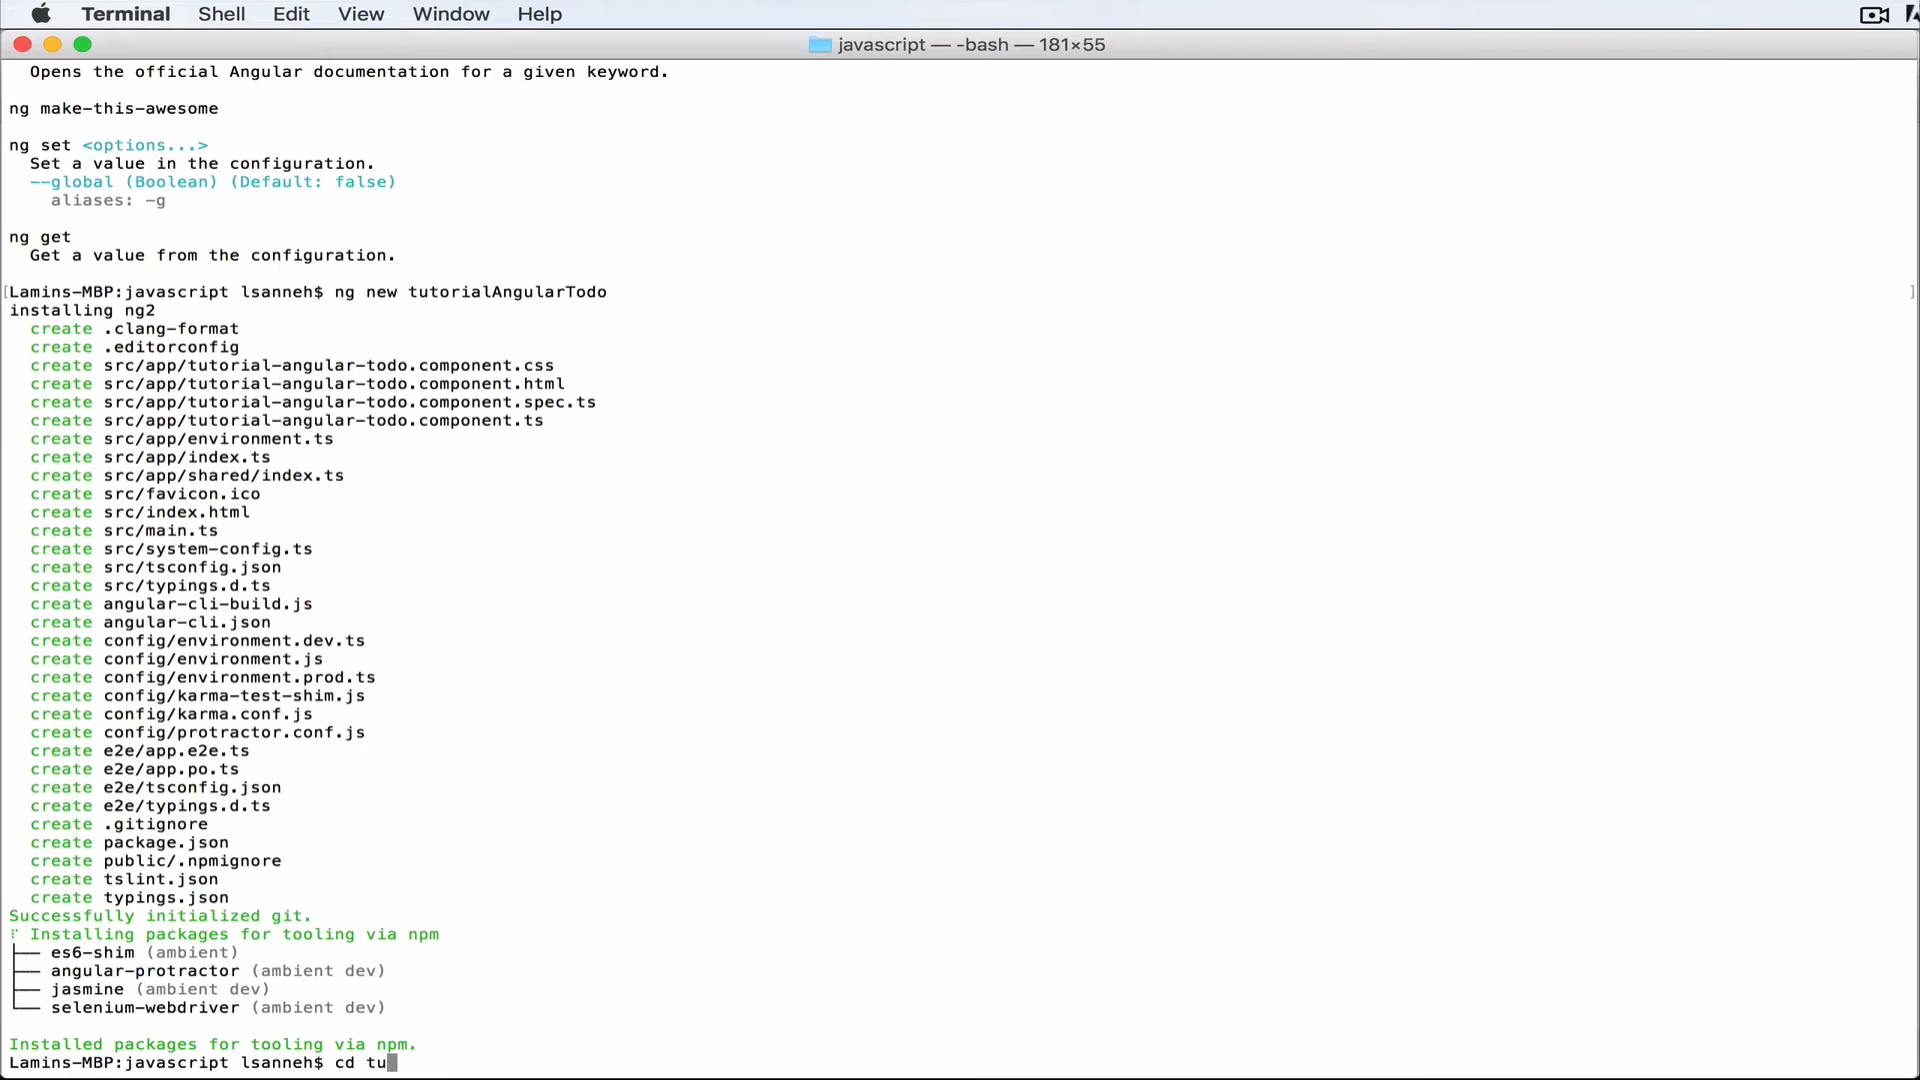 Terminal Shell Edit View Window Help
javascript — -bash — 181×55
Opens the official Angular documentation for a given keyword.
ng make-this-awesome
ng set <options...>
Set a value in the configuration.
--global (Boolean) (Default: false)
aliases: -g
ng get
Get a value from the configuration.
[Lamins-MBP:javascript lsanneh$ ng new tutorialAngularTodo ]
installing ng2
create .clang-format
create .editorconfig
create src/app/tutorial-angular-todo.component.css
create src/app/tutorial-angular-todo.component.html
create src/app/tutorial-angular-todo.component.spec.ts
create src/app/tutorial-angular-todo.component.ts
create src/app/environment.ts
create src/app/index.ts
create src/app/shared/index.ts
create src/favicon.ico
create src/index.html
create src/main.ts
create src/system-config.ts
create src/tsconfig.json
create src/typings.d.ts
create angular-cli-build.js
create angular-cli.json
create config/environment.dev.ts
create config/environment.js
create config/environment.prod.ts
create config/karma-test-shim.js
create config/karma.conf.js
create config/protractor.conf.js
create e2e/app.e2e.ts
create e2e/app.po.ts
create e2e/tsconfig.json
create e2e/typings.d.ts
create .gitignore
create package.json
create public/.npmignore
create tslint.json
create typings.json
Successfully initialized git.
⠏ Installing packages for tooling via npm
├── es6-shim (ambient)
├── angular-protractor (ambient dev)
├── jasmine (ambient dev)
└── selenium-webdriver (ambient dev)
Installed packages for tooling via npm.
Lamins-MBP:javascript lsanneh$ cd tu